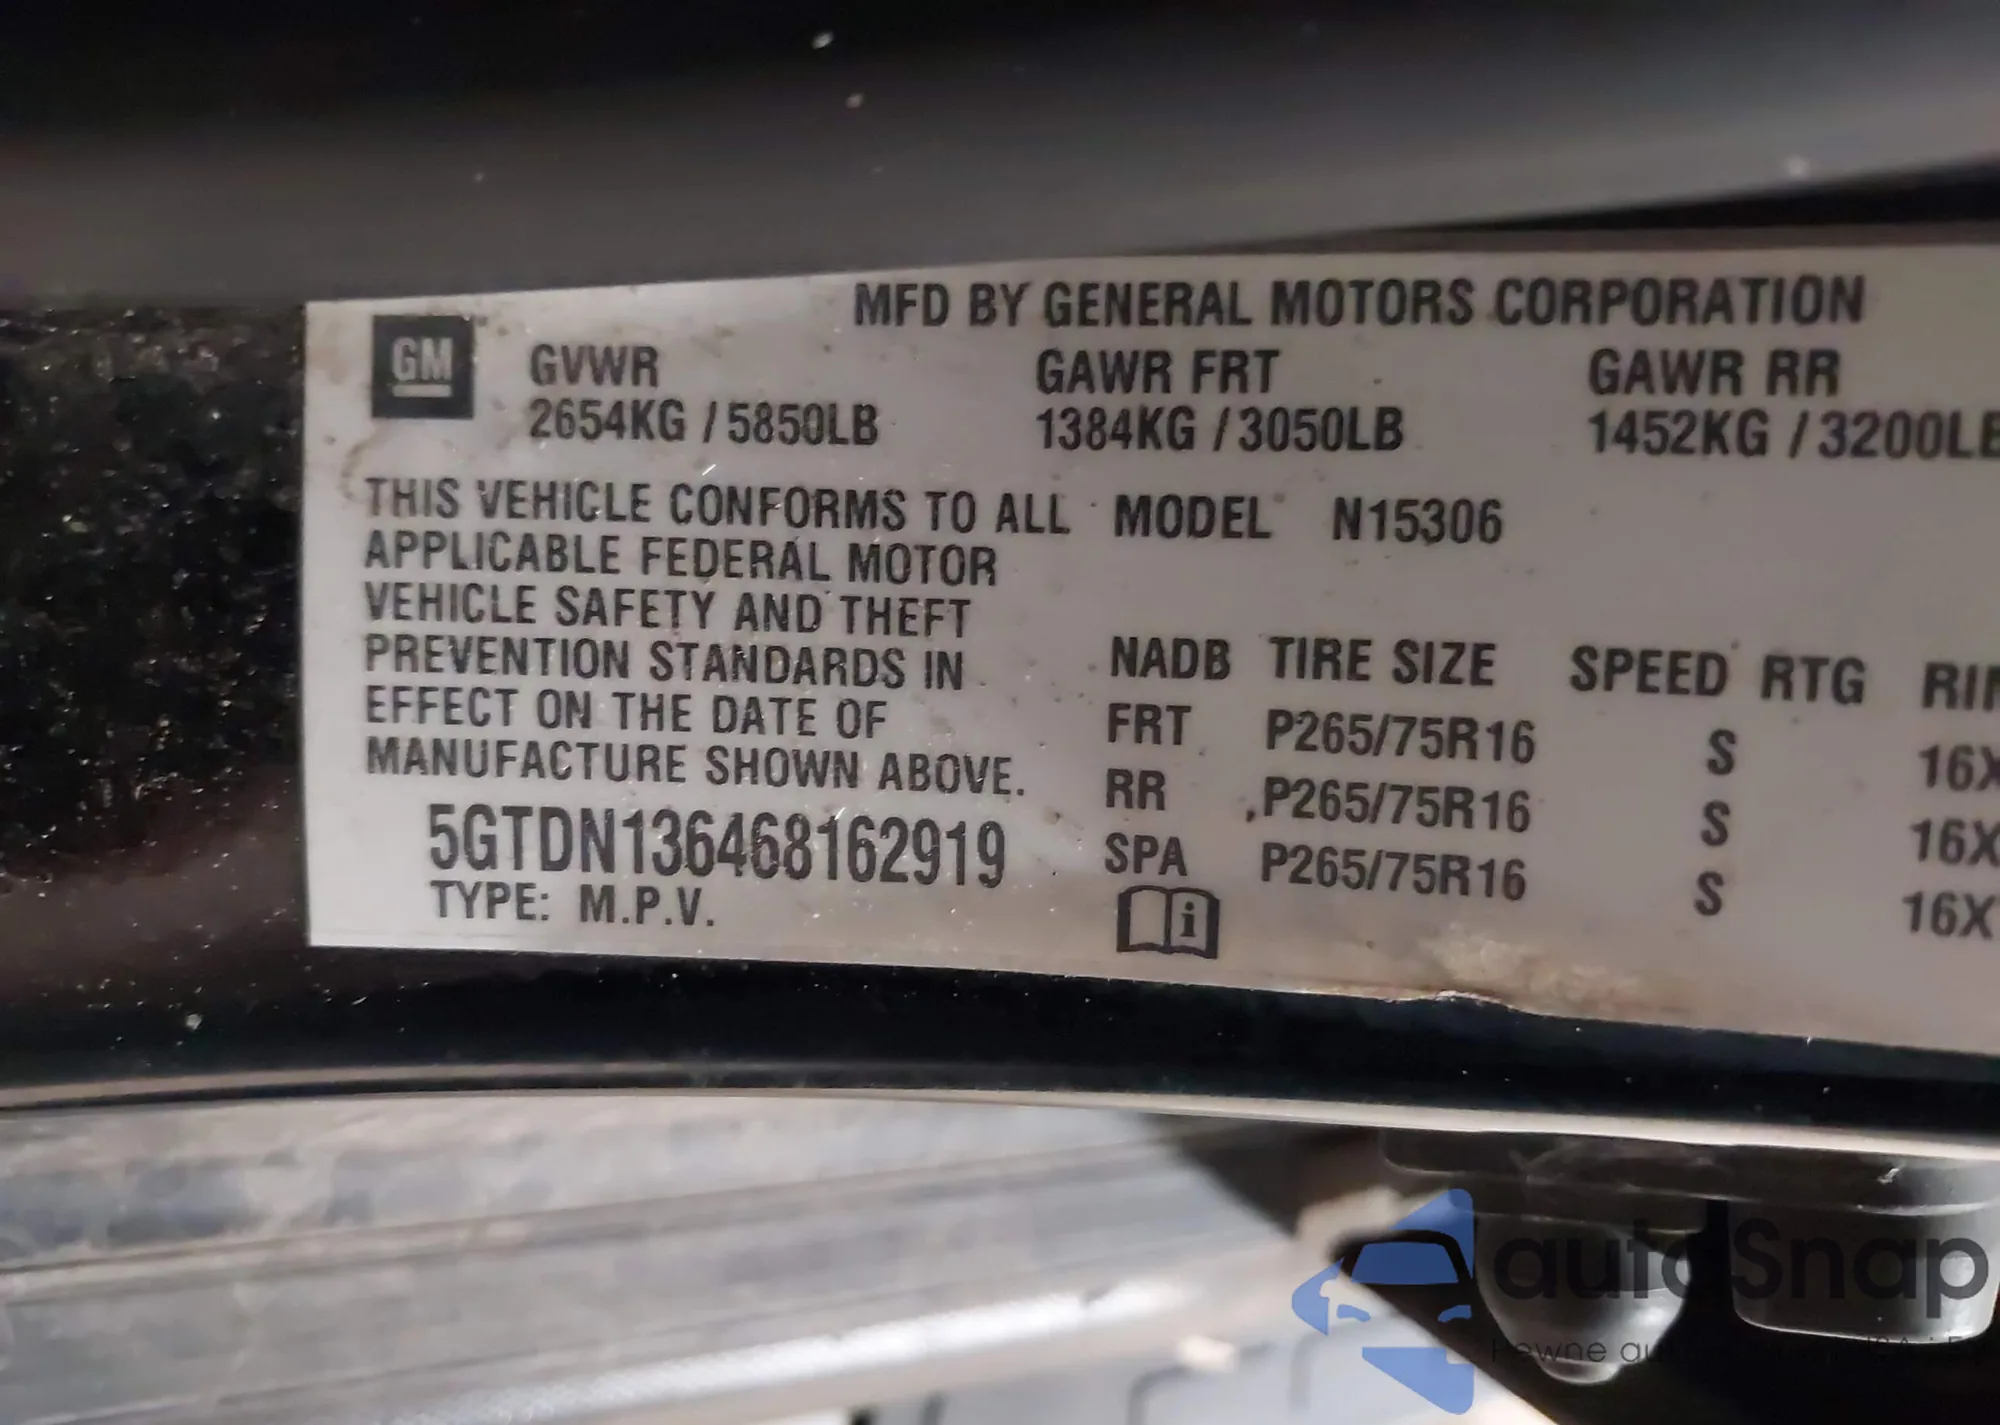 MFD BY GENERAL MOTORS CORPORATION
GM
GVWR GAWR FRT GAWR RR
2654KG / 5850LB 1384KG / 3050LB 1452KG / 3200LB
THIS VEHICLE CONFORMS TO ALL MODEL N15306
APPLICABLE FEDERAL MOTOR
VEHICLE SAFETY AND THEFT
PREVENTION STANDARDS IN
EFFECT ON THE DATE OF
MANUFACTURE SHOWN ABOVE.
5GTDN136468162919
TYPE: M.P.V.
NADB TIRE SIZE SPEED RTG
FRT P265/75R16 S 16X
RR P265/75R16 S 16X
SPA P265/75R16 S 16X
i
autoSnap